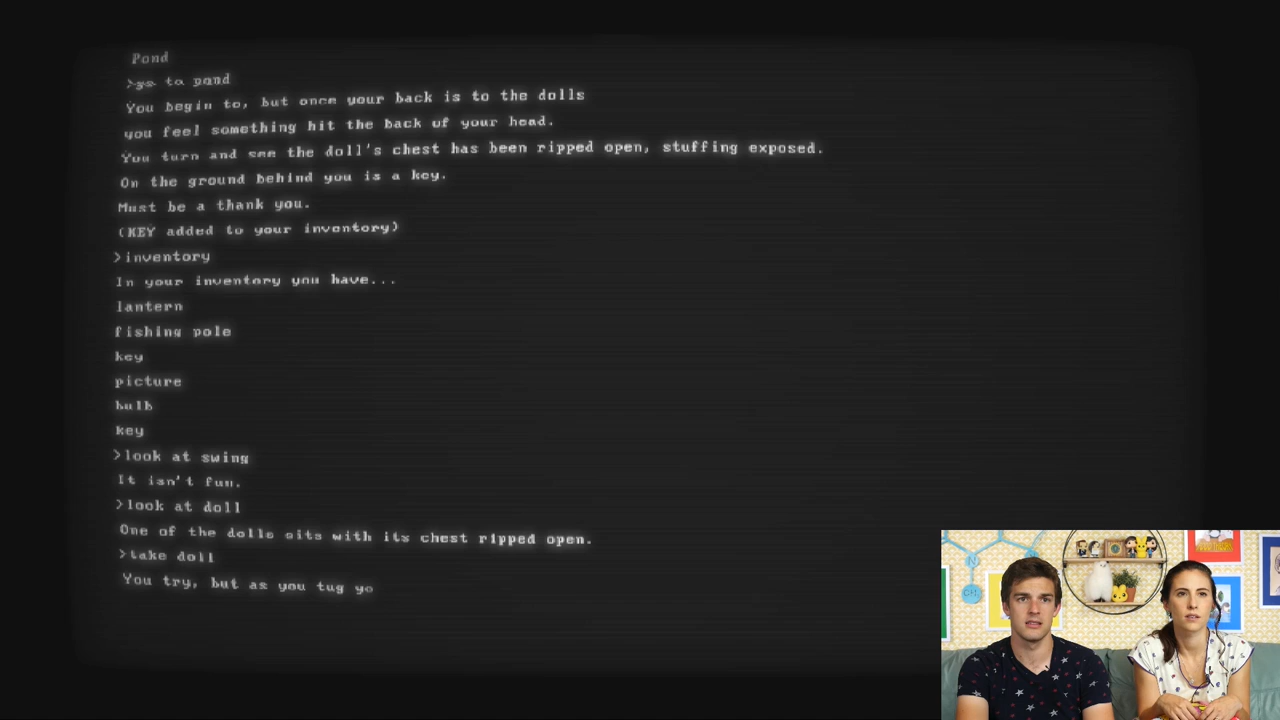 Pond
>go to pond
You begin to, but once your back is to the dolls
you feel something hit the back of your head.
You turn and see the doll's chest has been ripped open, stuffing exposed.
On the ground behind you is a key.
Must be a thank you.
(KEY added to your inventory)
>inventory
In your inventory you have...
lantern
fishing pole
key
picture
bulb
key
>look at swing
It isn't fun.
>look at doll
One of the dolls sits with its chest ripped open.
>take doll
You try, but as you tug yo